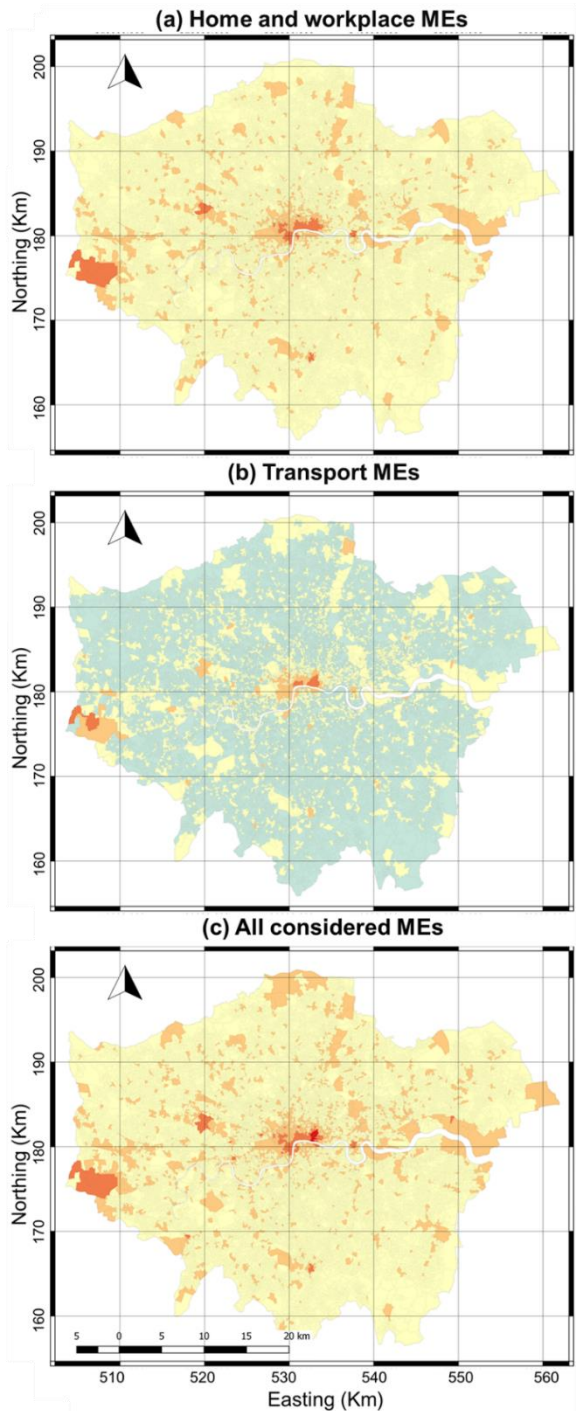 (a) Home and workplace MEs
200
190
180
170
160
Northing (Km)
(b) Transport MEs
200
190
180
170
160
Northing (Km)
(c) All considered MEs
200
190
180
170
160
Northing (Km)
5 0 5 10 15 20 km
510 520 530 540 550 560
Easting (Km)